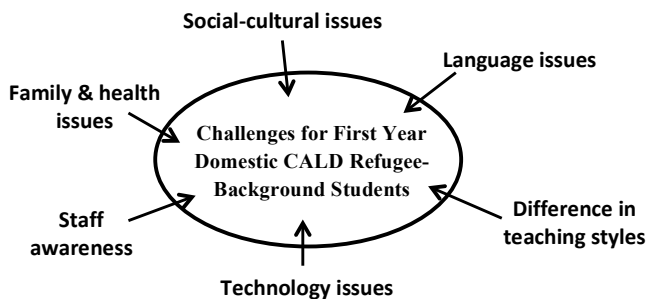 Social-cultural issues
Language issues
Family & health
issues
Challenges for First Year
Domestic CALD Refugee-
Background Students
Staff
awareness
Difference in
teaching styles
Technology issues